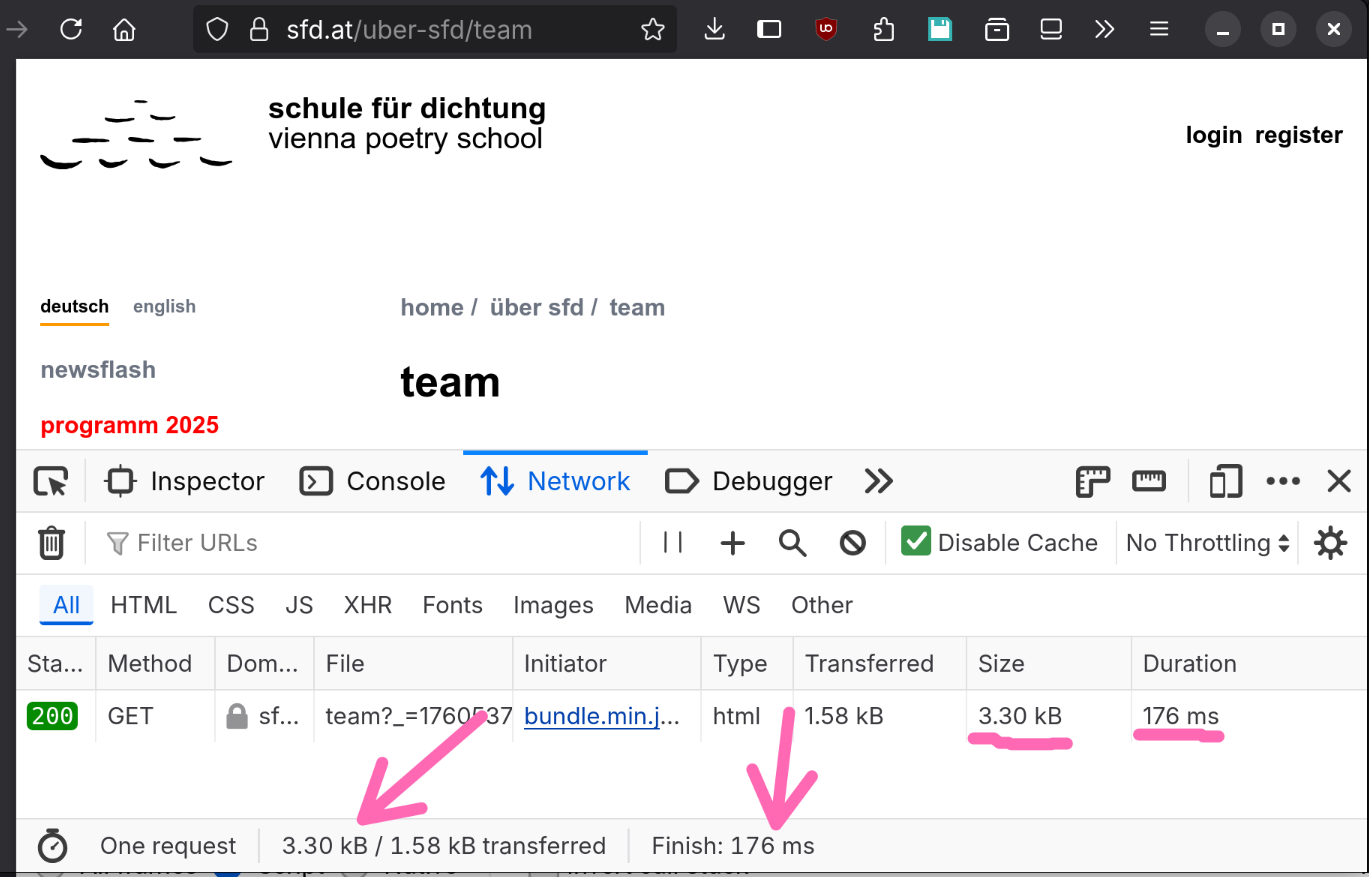 sfd.at/uber-sfd/team
schule für dichtung
vienna poetry school
login register
deutsch english
home / über sfd / team
newsflash
team
programm 2025
Inspector Console Network Debugger
Filter URLs
Disable Cache No Throttling
All HTML CSS JS XHR Fonts Images Media WS Other
Sta... Method Dom... File Initiator Type Transferred Size Duration
200 GET sf... team?_=1760537 bundle.min.j... html 1.58 kB 3.30 kB 176 ms
One request 3.30 kB / 1.58 kB transferred Finish: 176 ms